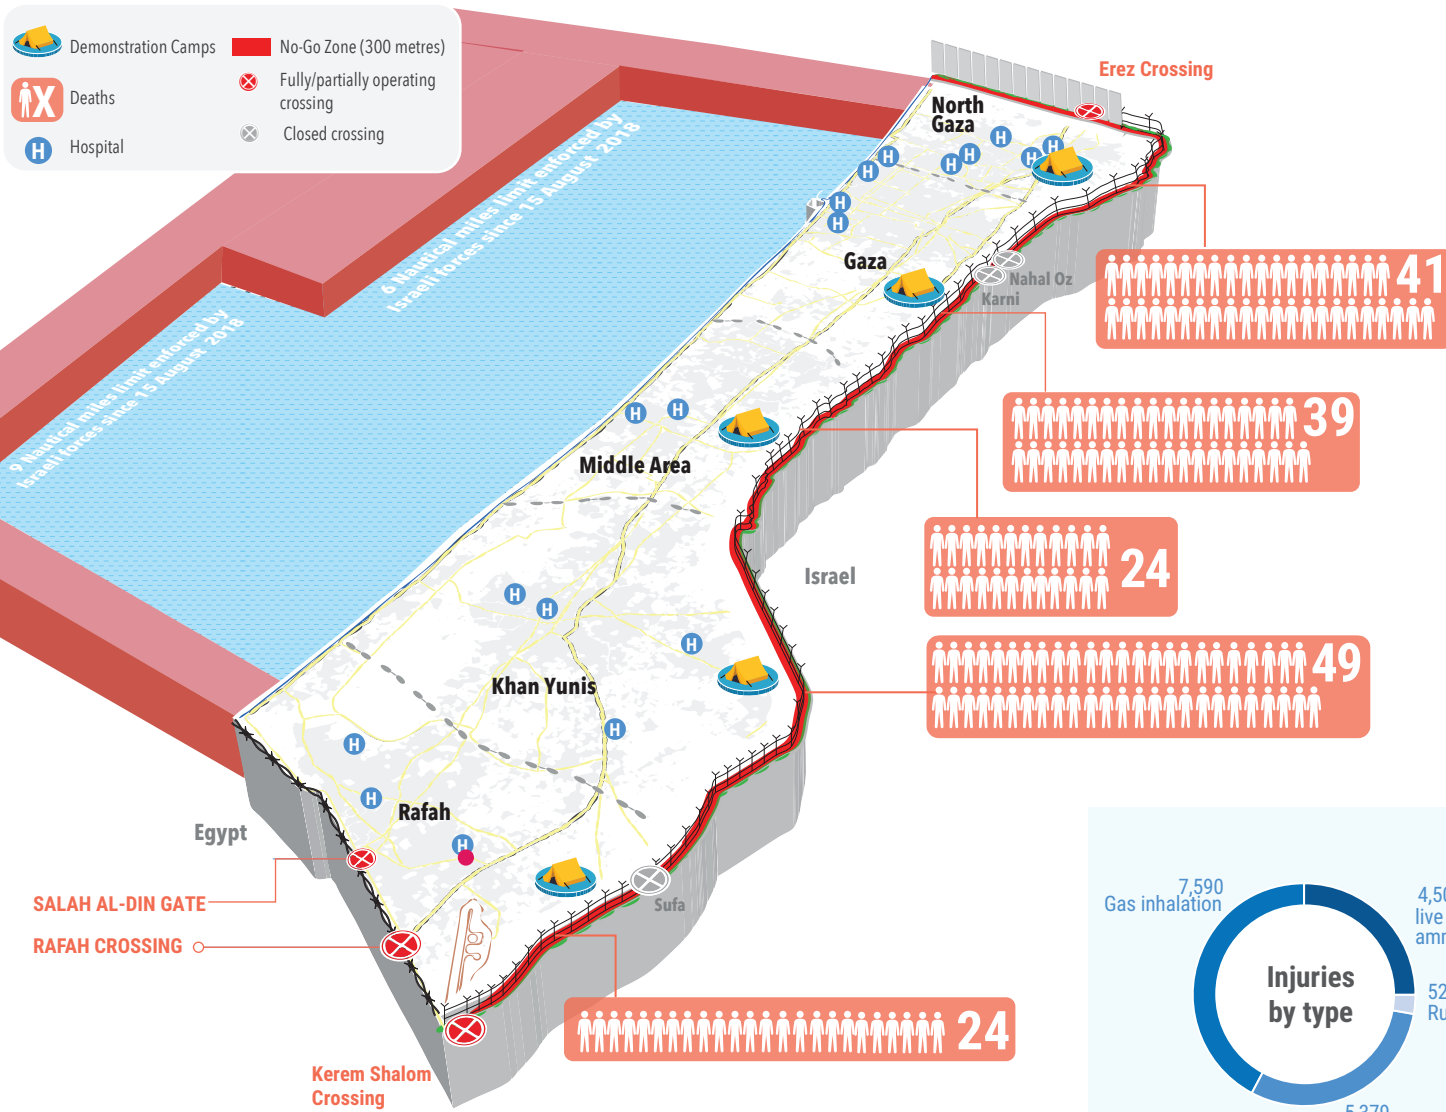 Demonstration Camps
No-Go Zone (300 metres)
Deaths
Fully/partially operating
crossing
Hospital
Closed crossing
H
6 Nautical miles limit enforced by
Israeli forces since 15 August 2018
9 Nautical miles limit enforced by
Israeli forces since 15 August 2018
Erez Crossing
North
Gaza
H
H
H
H
H
H
H
H
H
Gaza
Nahal Oz
Karni
41
39
H
H
Middle Area
24
Israel
H
H
H
49
Khan Yunis
H
H
H
Rafah
H
Egypt
SALAH AL-DIN GATE
RAFAH CROSSING
Sufa
24
Kerem Shalom
Crossing
7,590
Gas inhalation
live
Injuries
by type
5,379